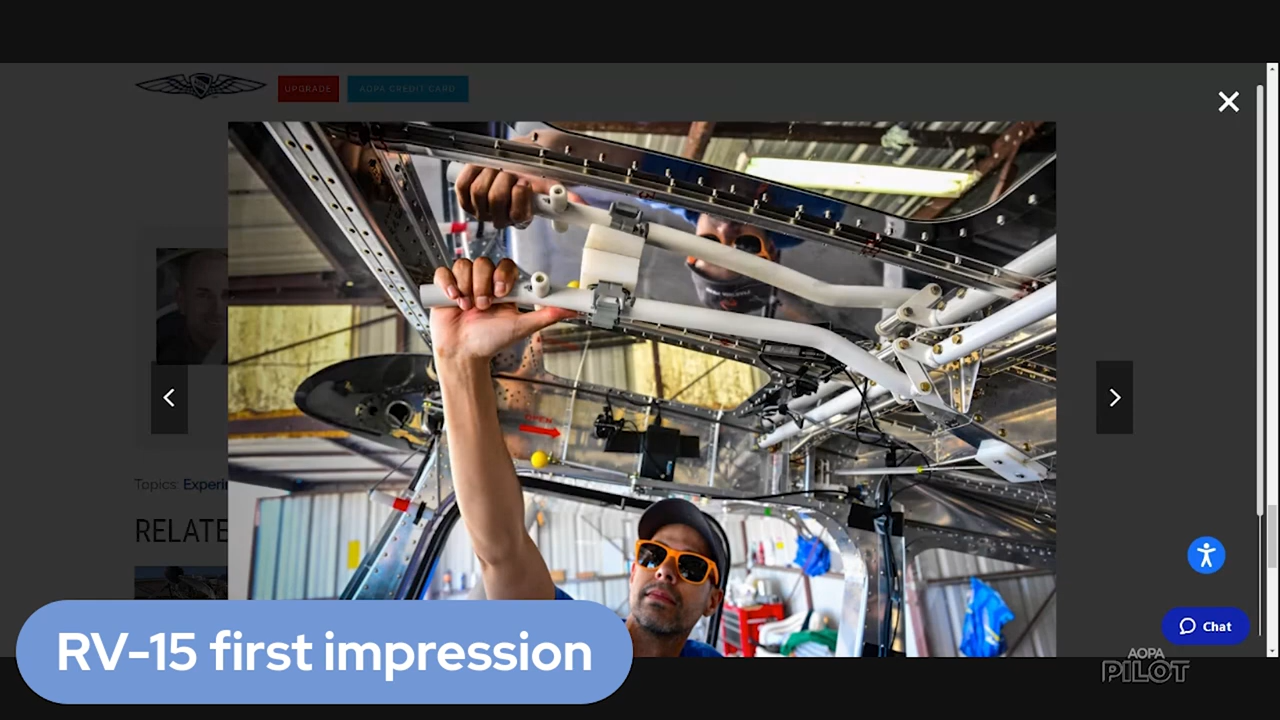 UPGRADE
AOPA CREDIT CARD
Topics: Experi
RELATE
Chat
RV-15 first impression
AOPA
PILOT